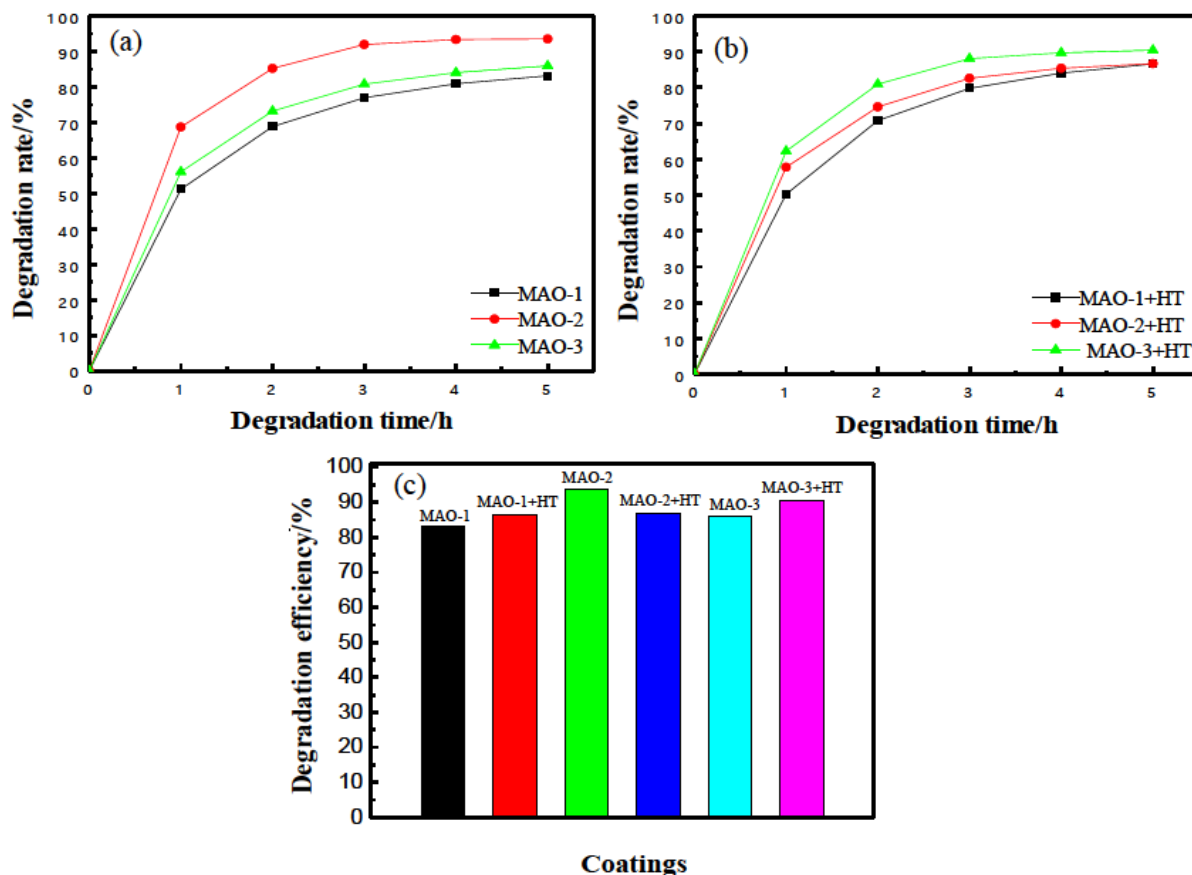 (a)
Degradation rate/%
100
90
80
70
60
50
40
30
20
10
0
0 1 2 3 4 5
Degradation time/h
MAO-1
MAO-2
MAO-3
(b)
Degradation rate/%
100
90
80
70
60
50
40
30
20
10
0
0 1 2 3 4 5
Degradation time/h
MAO-1+HT
MAO-2+HT
MAO-3+HT
(c)
Degradation efficiency/%
100
90
80
70
60
50
40
30
20
10
0
MAO-1
MAO-1+HT
MAO-2
MAO-2+HT
MAO-3
MAO-3+HT
Coatings